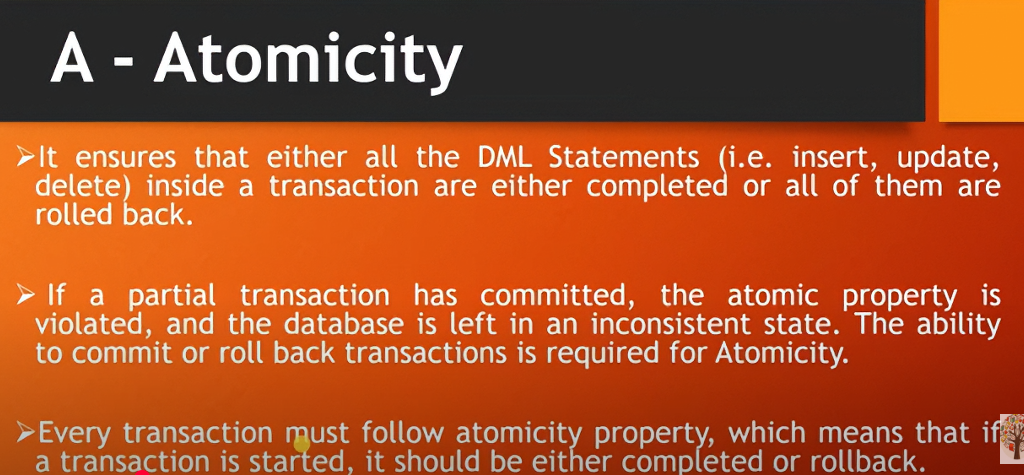 A - Atomicity
➢It ensures that either all the DML Statements (i.e. insert, update,
delete) inside a transaction are either completed or all of them are
rolled back.
➢ If a partial transaction has committed, the atomic property is
violated, and the database is left in an inconsistent state. The ability
to commit or roll back transactions is required for Atomicity.
➢Every transaction must follow atomicity property, which means that if
a transaction is started, it should be either completed or rollback.